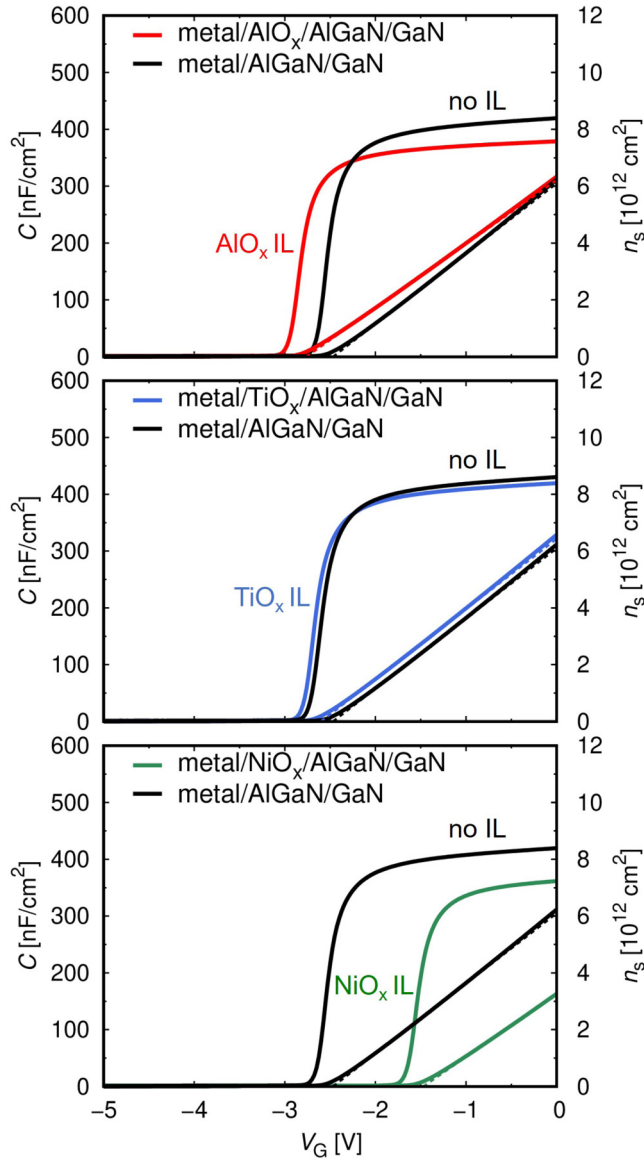 600
500
400
300
200
100
0
C [nF/cm²]
12
10
8
6
4
2
0
nₛ [10¹² cm²]
metal/AlOₓ/AlGaN/GaN
metal/AlGaN/GaN
no IL
AlOₓ IL
600
500
400
300
200
100
0
C [nF/cm²]
12
10
8
6
4
2
0
nₛ [10¹² cm²]
metal/TiOₓ/AlGaN/GaN
metal/AlGaN/GaN
no IL
TiOₓ IL
600
500
400
300
200
100
0
C [nF/cm²]
12
10
8
6
4
2
0
nₛ [10¹² cm²]
metal/NiOₓ/AlGaN/GaN
metal/AlGaN/GaN
no IL
NiOₓ IL
−5 −4 −3 −2 −1 0
V_G [V]